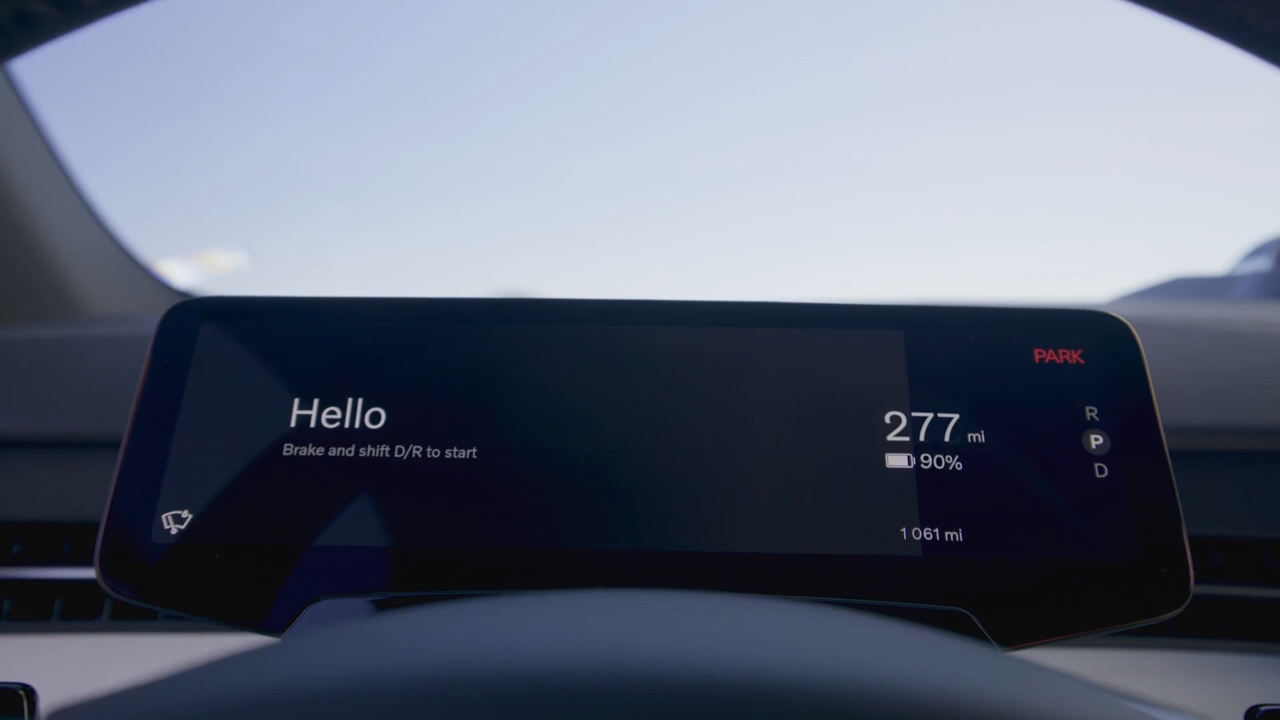 PARK
Hello
Brake and shift D/R to start
277 mi
90%
1 061 mi
R
P
D